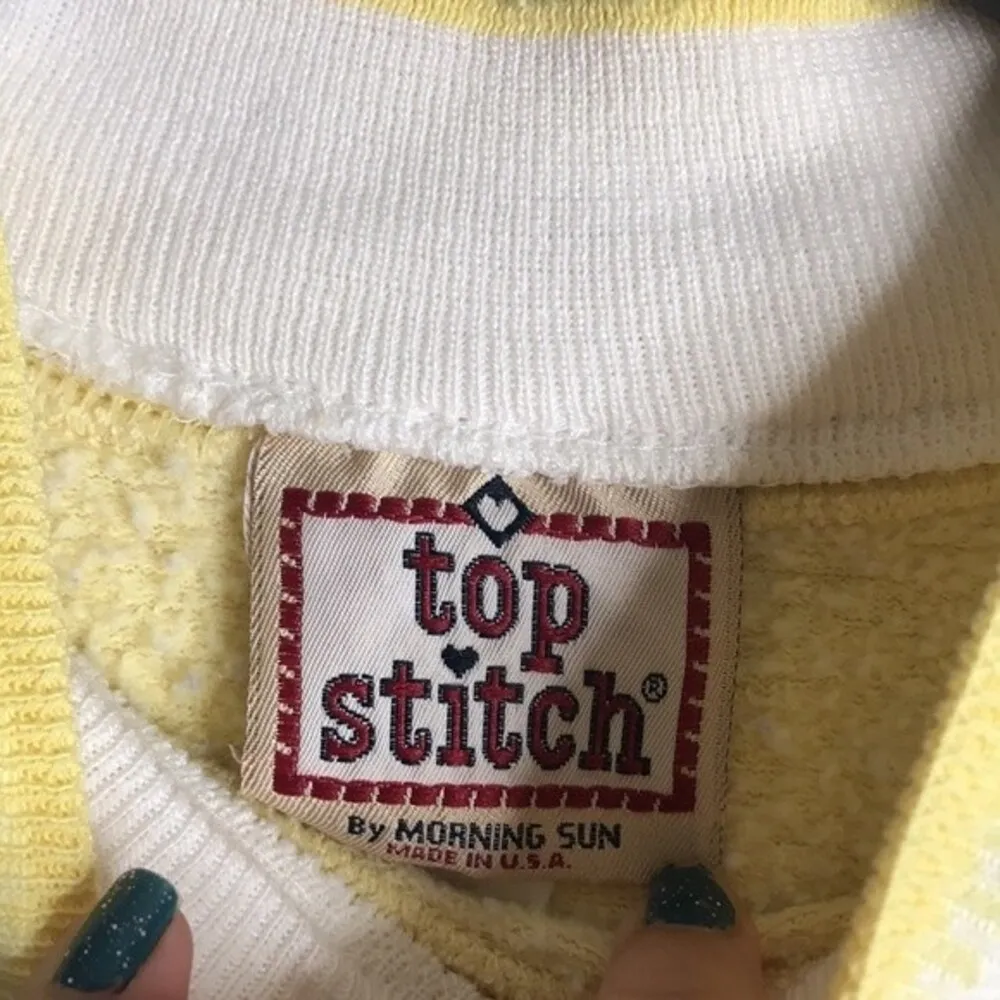 top
stitch®
By MORNING SUN
MADE IN U.S.A.